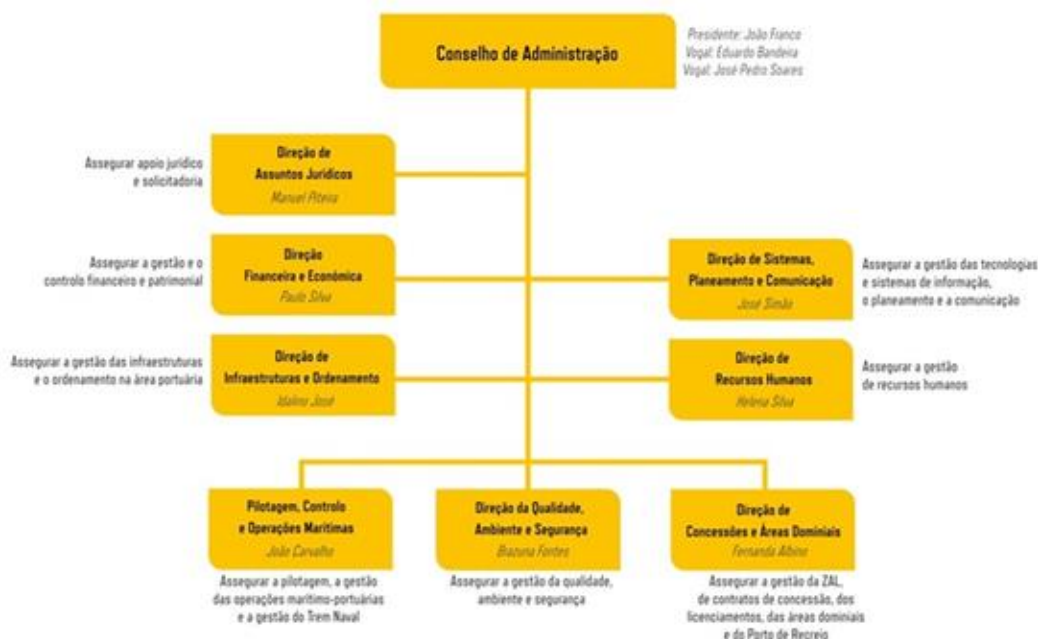 Conselho de Administração
Presidente: João Franco
Vogal: Eduardo Bandeira
Vogal: José Pedro Soares
Assegurar apoio jurídico
e solicitadoria
Direção de
Assuntos Jurídicos
Manuel Piteira
Assegurar a gestão e o
controlo financeiro e patrimonial
Direção
Financeira e Económica
Paulo Silva
Direção de Sistemas,
Planeamento e Comunicação
José Simão
Assegurar a gestão das tecnologias
e sistemas de informação,
o planeamento e a comunicação
Assegurar a gestão das infraestruturas
e o ordenamento na área portuária
Direção de
Infraestruturas e Ordenamento
Idalino José
Direção de
Recursos Humanos
Helena Silva
Assegurar a gestão
de recursos humanos
Pilotagem, Controlo
e Operações Marítimas
João Carvalho
Assegurar a pilotagem, a gestão
das operações marítimo-portuárias
e a gestão do Trem Naval
Direção da Qualidade,
Ambiente e Segurança
Brazuna Fontes
Assegurar a gestão da qualidade,
ambiente e segurança
Direção de
Concessões e Áreas Dominiais
Fernanda Albino
Assegurar a gestão da ZAL,
de contratos de concessão, dos
licenciamentos, das áreas dominiais
e do Porto de Recreio